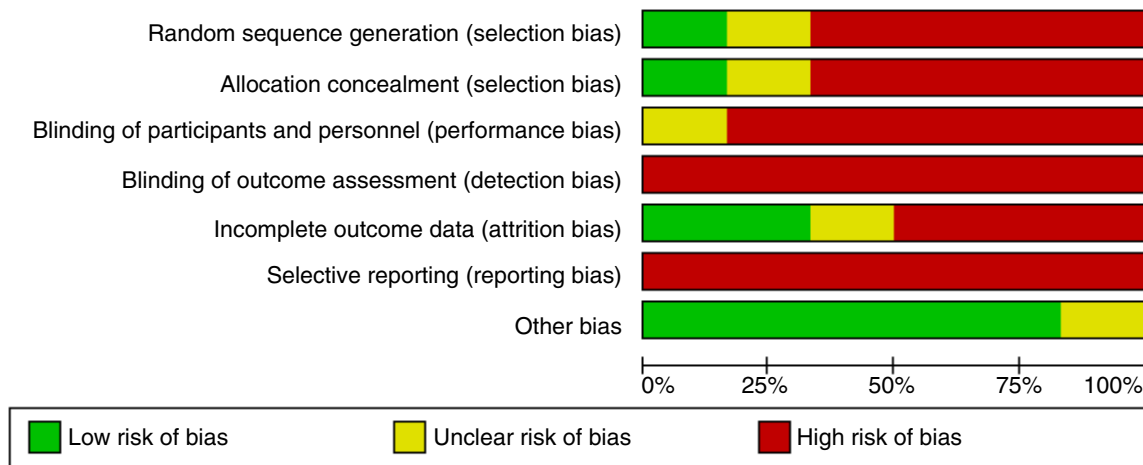 Random sequence generation (selection bias)
Allocation concealment (selection bias)
Blinding of participants and personnel (performance bias)
Blinding of outcome assessment (detection bias)
Incomplete outcome data (attrition bias)
Selective reporting (reporting bias)
Other bias
0% 25% 50% 75% 100%
Low risk of bias Unclear risk of bias High risk of bias